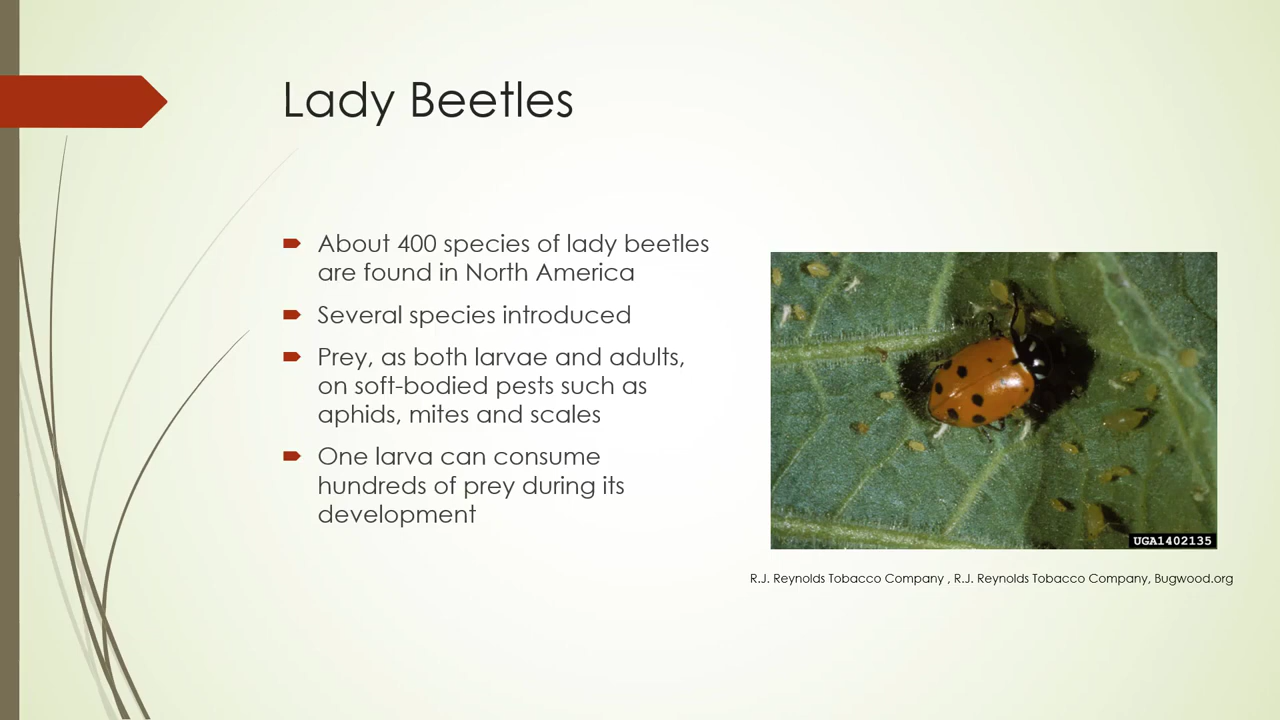 Lady Beetles
About 400 species of lady beetles
are found in North America
Several species introduced
Prey, as both larvae and adults,
on soft-bodied pests such as
aphids, mites and scales
One larva can consume
hundreds of prey during its
development
UGA1402135
R.J. Reynolds Tobacco Company , R.J. Reynolds Tobacco Company, Bugwood.org